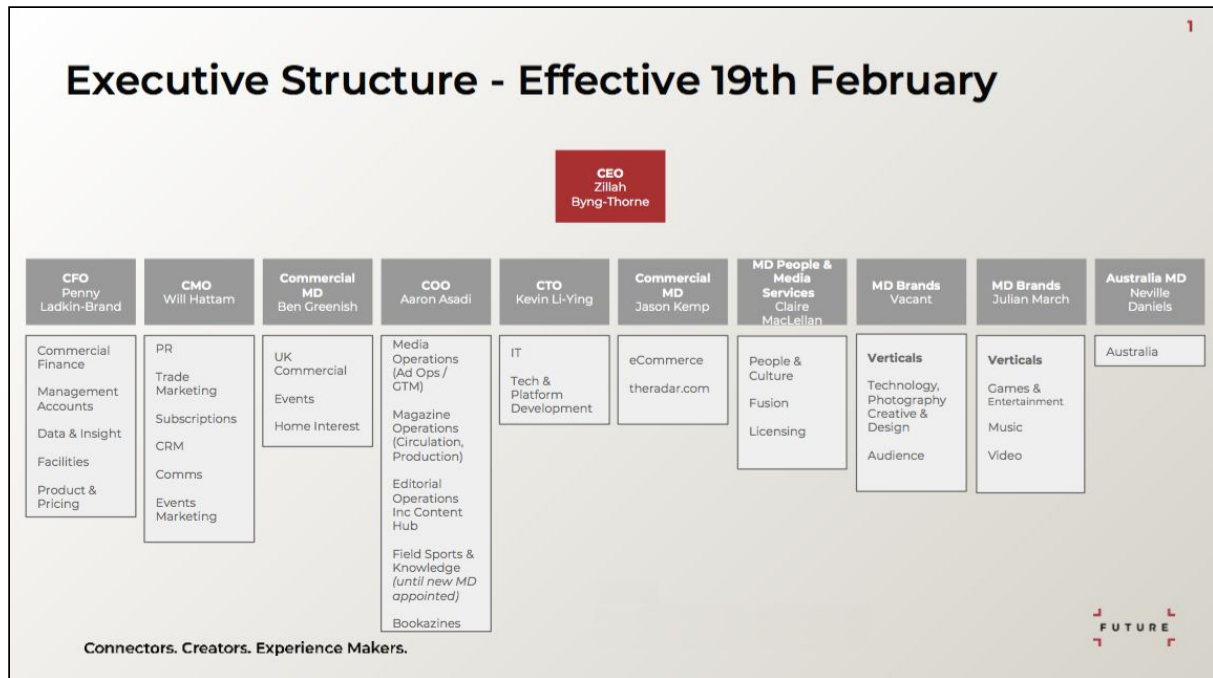 1
Executive Structure - Effective 19th February
CEO
Zillah
Byng-Thorne
CFO
Penny
Ladkin-Brand
Commercial
Finance
Management
Accounts
Data & Insight
Facilities
Product &
Pricing
CMO
Will Hattam
PR
Trade
Marketing
Subscriptions
CRM
Comms
Events
Marketing
Commercial
MD
Ben Greenish
UK
Commercial
Events
Home Interest
COO
Aaron Asadi
Media
Operations
(Ad Ops /
GTM)
Magazine
Operations
(Circulation,
Production)
Editorial
Operations
Inc Content
Hub
Field Sports &
Knowledge
(until new MD
appointed)
Bookazines
CTO
Kevin Li-Ying
IT
Tech &
Platform
Development
Commercial
MD
Jason Kemp
eCommerce
theradar.com
MD People &
Media
Services
Claire
MacLellan
People &
Culture
Fusion
Licensing
MD Brands
Vacant
Verticals
Technology,
Photography
Creative &
Design
Audience
MD Brands
Julian March
Verticals
Games &
Entertainment
Music
Video
Australia MD
Neville
Daniels
Australia
Connectors. Creators. Experience Makers.
FUTURE